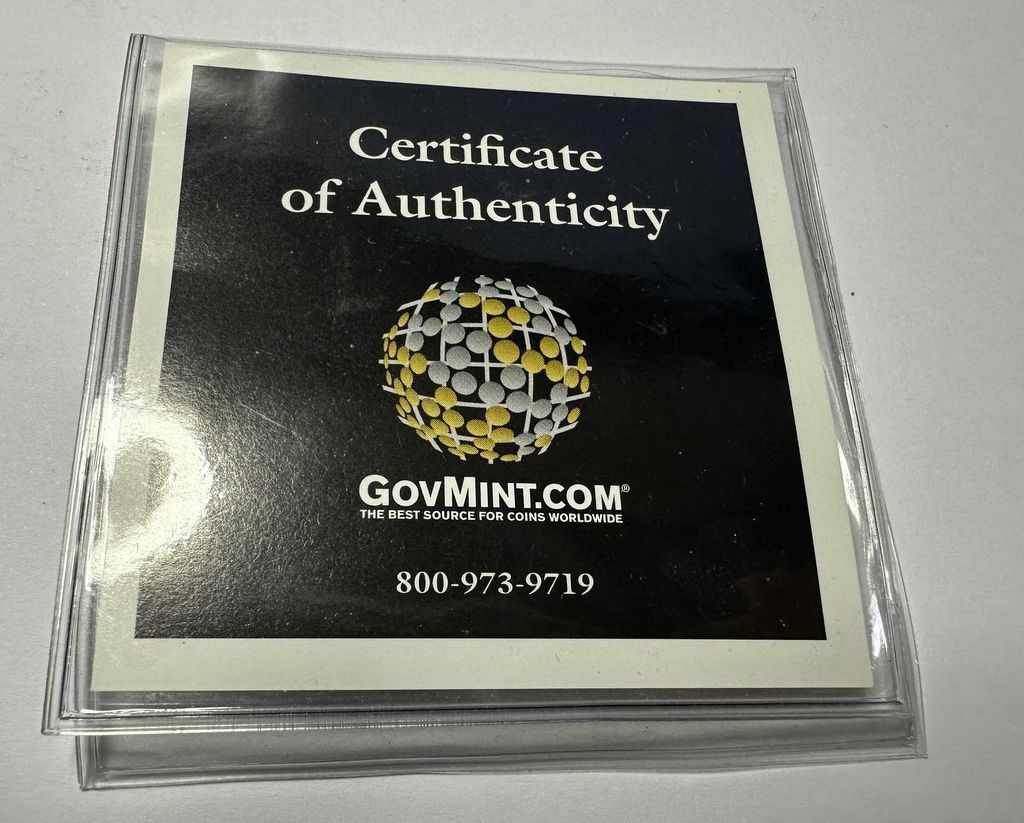 Certificate
of Authenticity
GOVMINT.COM®
THE BEST SOURCE FOR COINS WORLDWIDE
800-973-9719